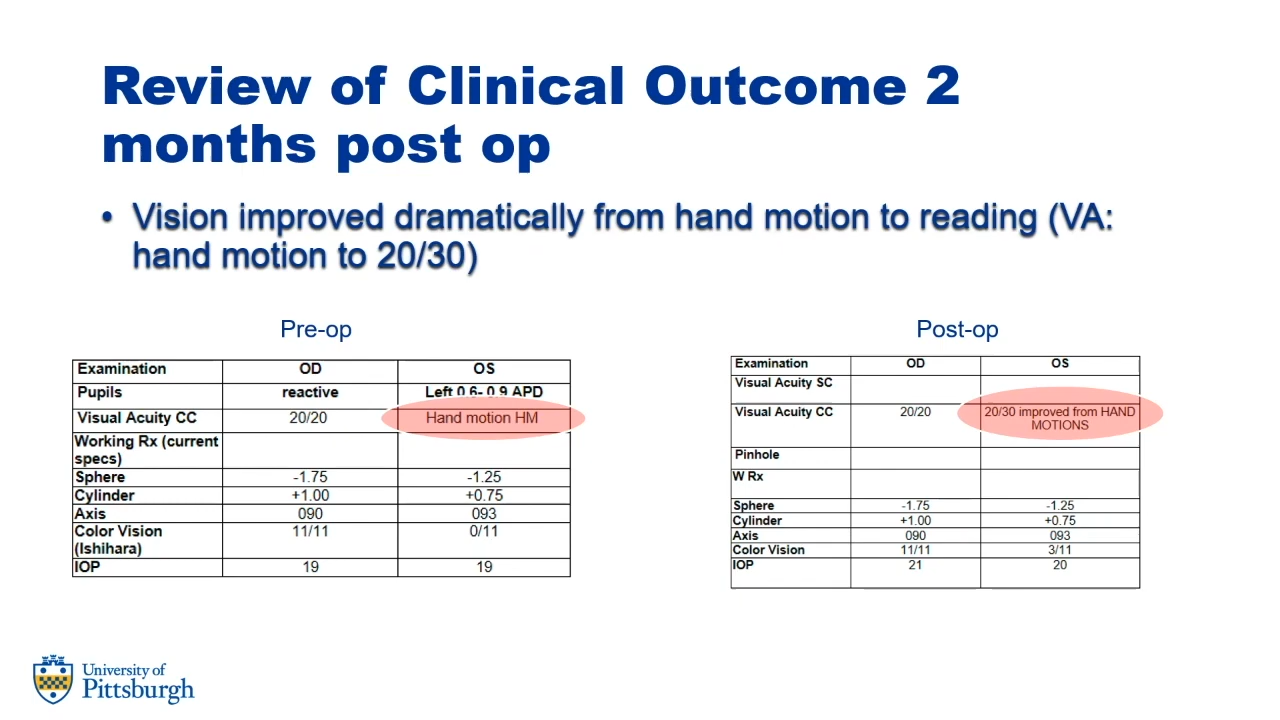 Review of Clinical Outcome 2
months post op
• Vision improved dramatically from hand motion to reading (VA:
hand motion to 20/30)
Pre-op
Examination OD OS
Pupils reactive Left 0.6- 0.9 APD
Visual Acuity CC 20/20 Hand motion HM
Working Rx (current
specs)
Sphere -1.75 -1.25
Cylinder +1.00 +0.75
Axis 090 093
Color Vision 11/11 0/11
(Ishihara)
IOP 19 19
Post-op
Examination OD OS
Visual Acuity SC
Visual Acuity CC 20/20 20/30 improved from HAND
MOTIONS
Pinhole
W Rx
Sphere -1.75 -1.25
Cylinder +1.00 +0.75
Axis 090 093
Color Vision 11/11 3/11
IOP 21 20
University of
Pittsburgh